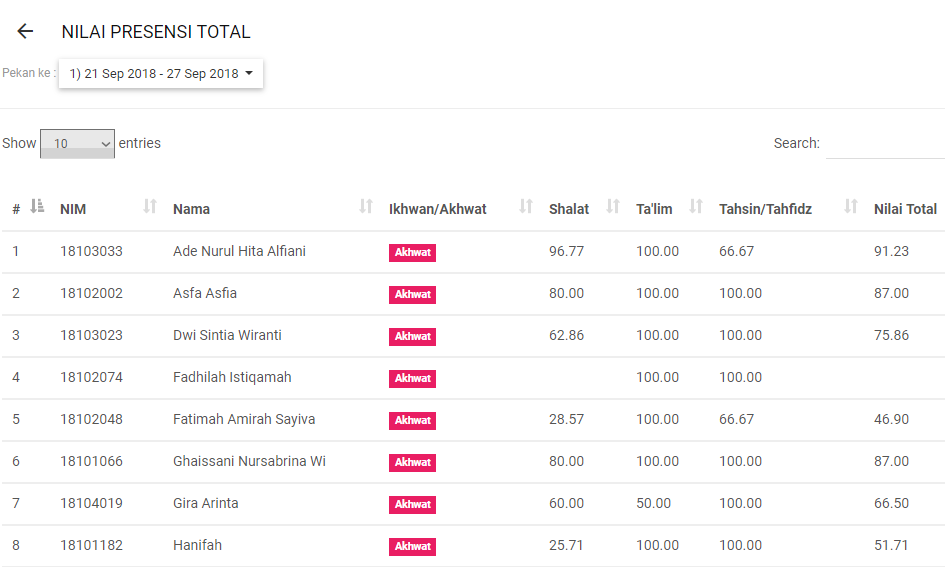 NILAI PRESENSI TOTAL
Pekan ke : 1) 21 Sep 2018 - 27 Sep 2018
Show 10 entries Search:
# NIM Nama Ikhwan/Akhwat Shalat Ta'lim Tahsin/Tahfidz Nilai Total
1 18103033 Ade Nurul Hita Alfiani Akhwat 96.77 100.00 66.67 91.23
2 18102002 Asfa Asfia Akhwat 80.00 100.00 100.00 87.00
3 18103023 Dwi Sintia Wiranti Akhwat 62.86 100.00 100.00 75.86
4 18102074 Fadhilah Istiqamah Akhwat 100.00 100.00
5 18102048 Fatimah Amirah Sayiva Akhwat 28.57 100.00 66.67 46.90
6 18101066 Ghaissani Nursabrina Wi Akhwat 80.00 100.00 100.00 87.00
7 18104019 Gira Arinta Akhwat 60.00 50.00 100.00 66.50
8 18101182 Hanifah Akhwat 25.71 100.00 100.00 51.71